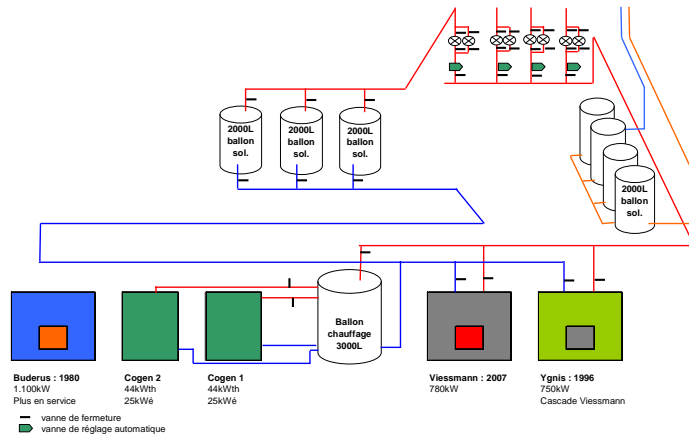 2000L
ballon
sol.
2000L
ballon
sol.
2000L
ballon
sol.
2000L
ballon
sol.
Ballon
chauffage
3000L
Buderus : 1980
1.100kW
Plus en service
Cogen 2
44kWth
25kWé
Cogen 1
44kWth
25kWé
Viessmann : 2007
780kW
Ygnis : 1996
750kW
Cascade Viessmann
vanne de fermeture
vanne de réglage automatique